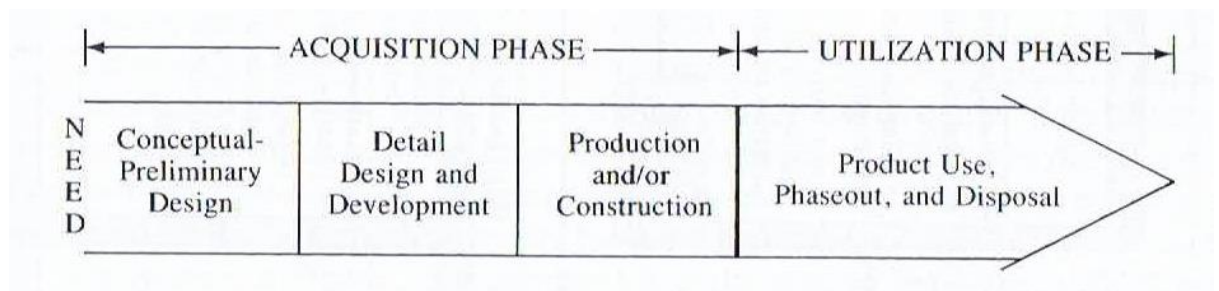 ACQUISITION PHASE
UTILIZATION PHASE
NEED
Conceptual-
Preliminary
Design
Detail
Design and
Development
Production
and/or
Construction
Product Use,
Phaseout, and Disposal